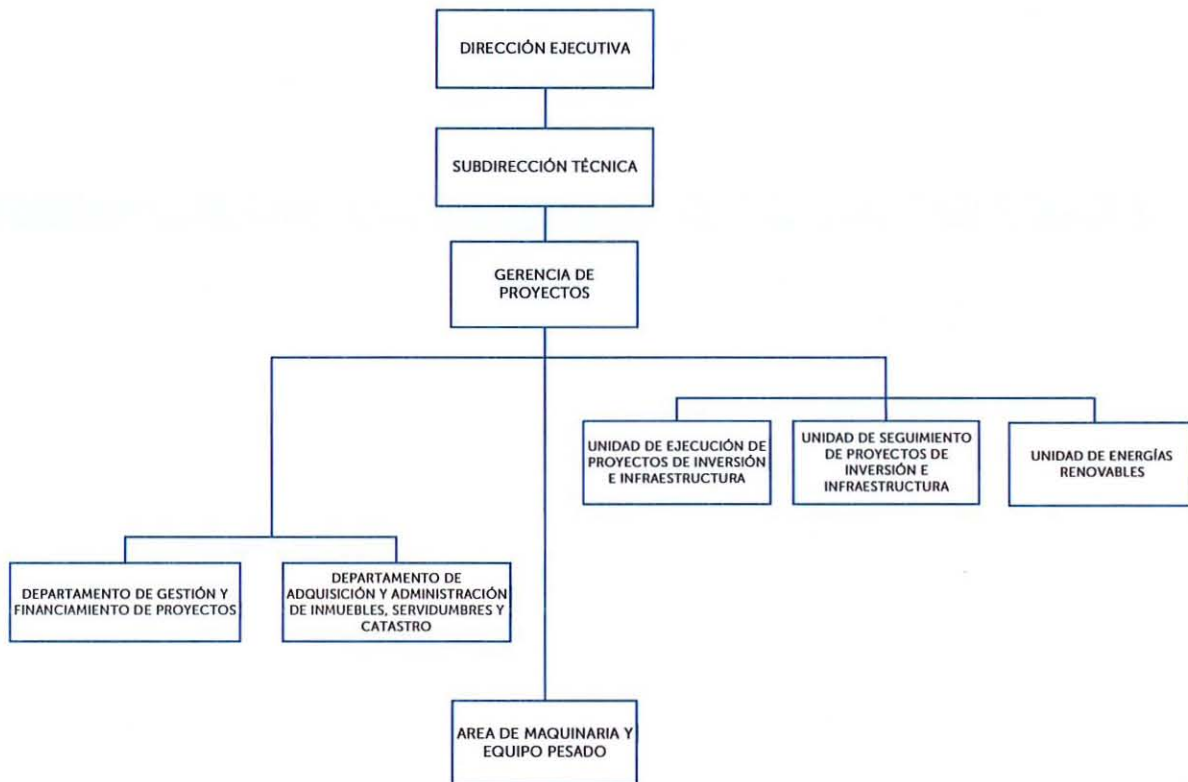 DIRECCIÓN EJECUTIVA
SUBDIRECCIÓN TÉCNICA
GERENCIA DE
PROYECTOS
UNIDAD DE EJECUCIÓN DE
PROYECTOS DE INVERSIÓN
E INFRAESTRUCTURA
UNIDAD DE SEGUIMIENTO
DE PROYECTOS DE
INVERSIÓN E
INFRAESTRUCTURA
UNIDAD DE ENERGÍAS
RENOVABLES
DEPARTAMENTO DE GESTIÓN Y
FINANCIAMIENTO DE PROYECTOS
DEPARTAMENTO DE
ADQUISICIÓN Y ADMINISTRACIÓN
DE INMUEBLES, SERVIDUMBRES Y
CATASTRO
AREA DE MAQUINARIA Y
EQUIPO PESADO